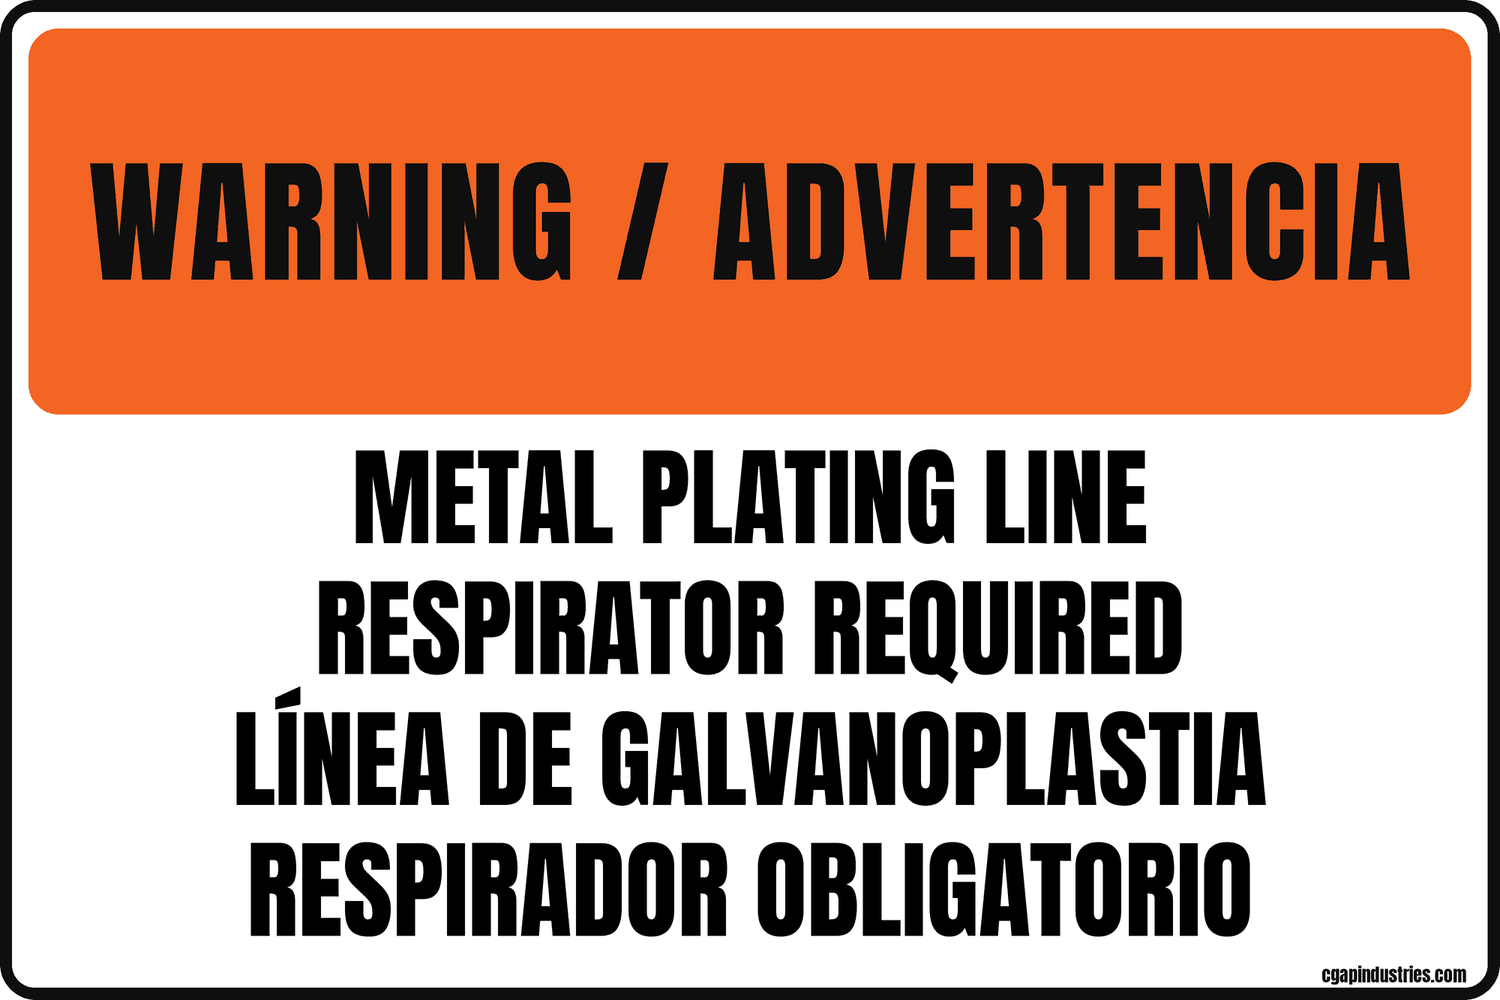 WARNING / ADVERTENCIA
METAL PLATING LINE
RESPIRATOR REQUIRED
LÍNEA DE GALVANOPLASTIA
RESPIRADOR OBLIGATORIO
cgapindustries.com